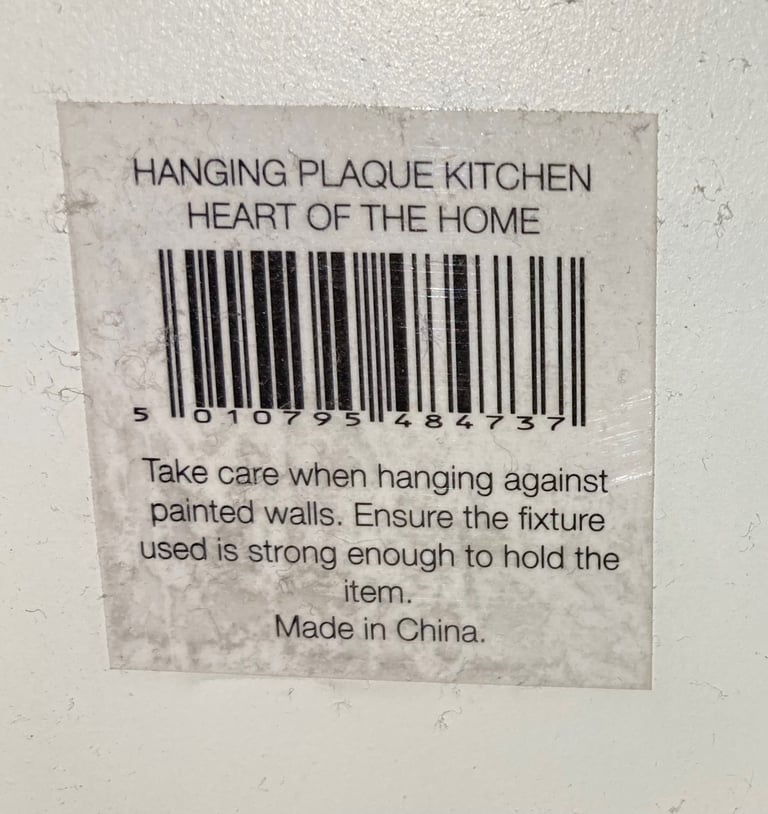 HANGING PLAQUE KITCHEN
HEART OF THE HOME
5 010795 484737
Take care when hanging against
painted walls. Ensure the fixture
used is strong enough to hold the
item.
Made in China.